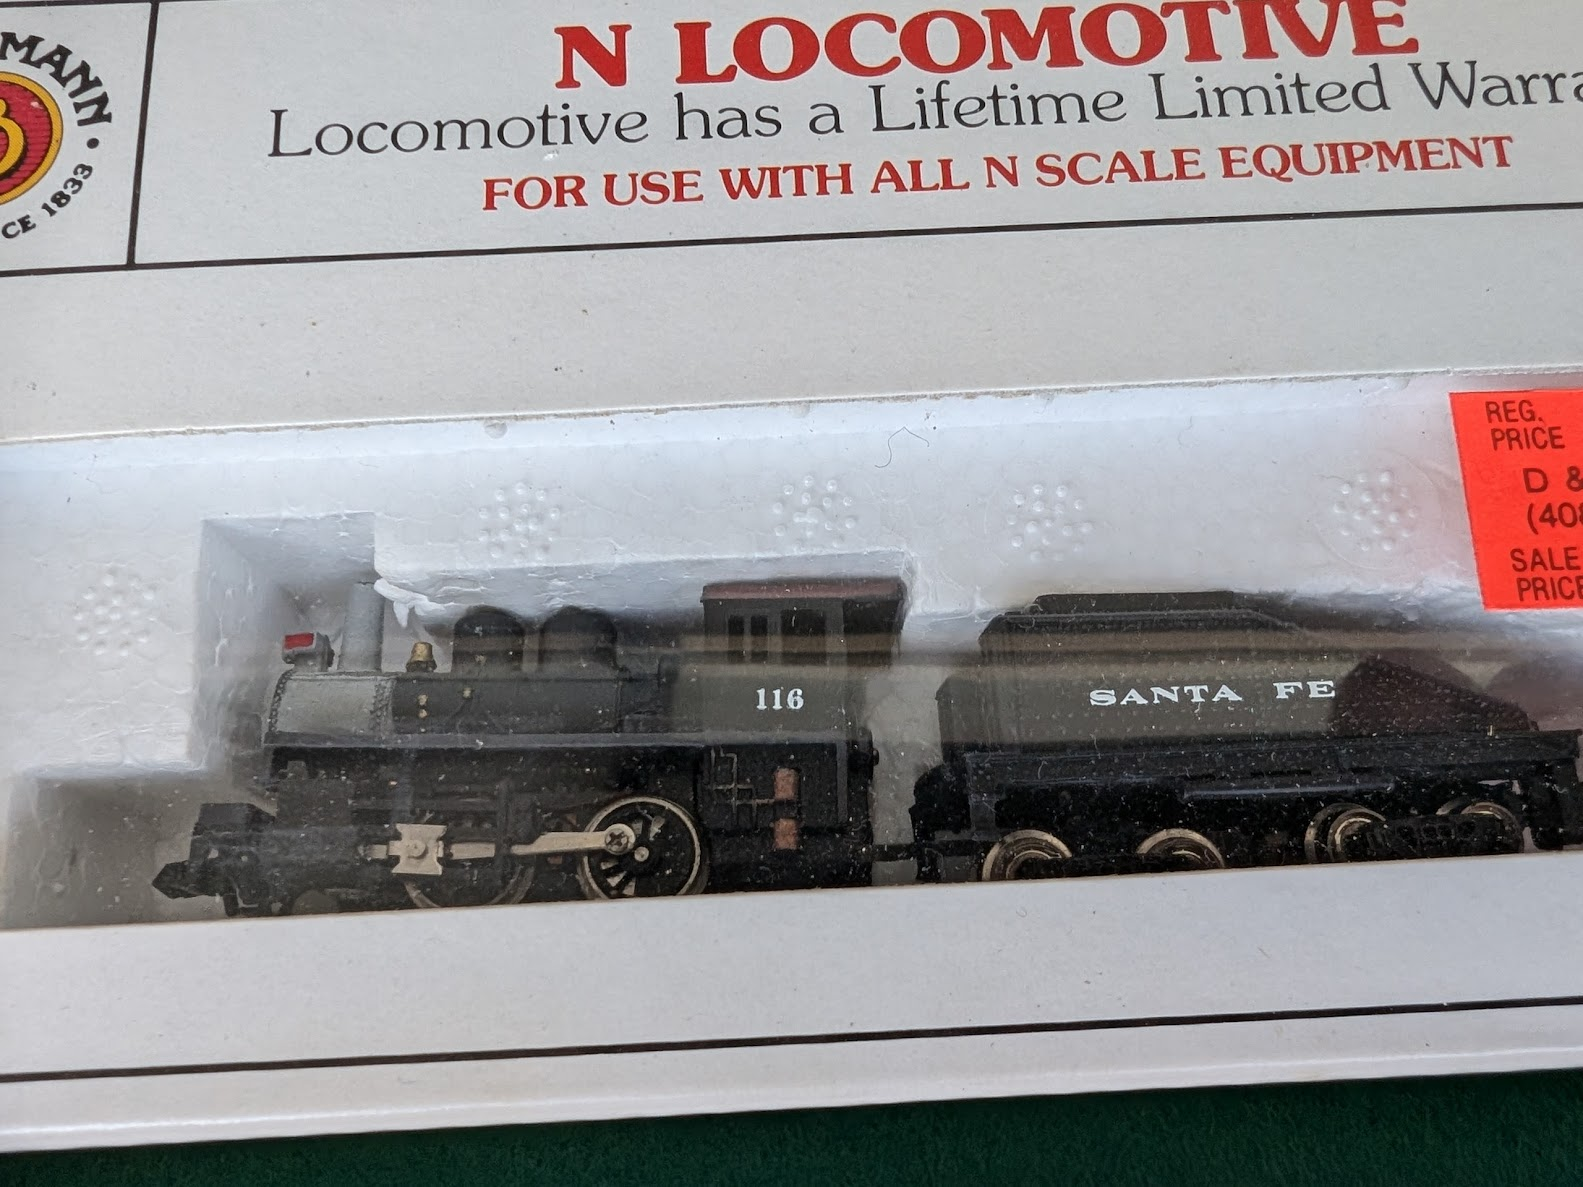 MANN •
CE 1833
N LOCOMOTIVE
Locomotive has a Lifetime Limited
FOR USE WITH ALL N SCALE EQUIPMENT
REG.
PRICE
D &
(408
SALE
PRICE
116
SANTA FE